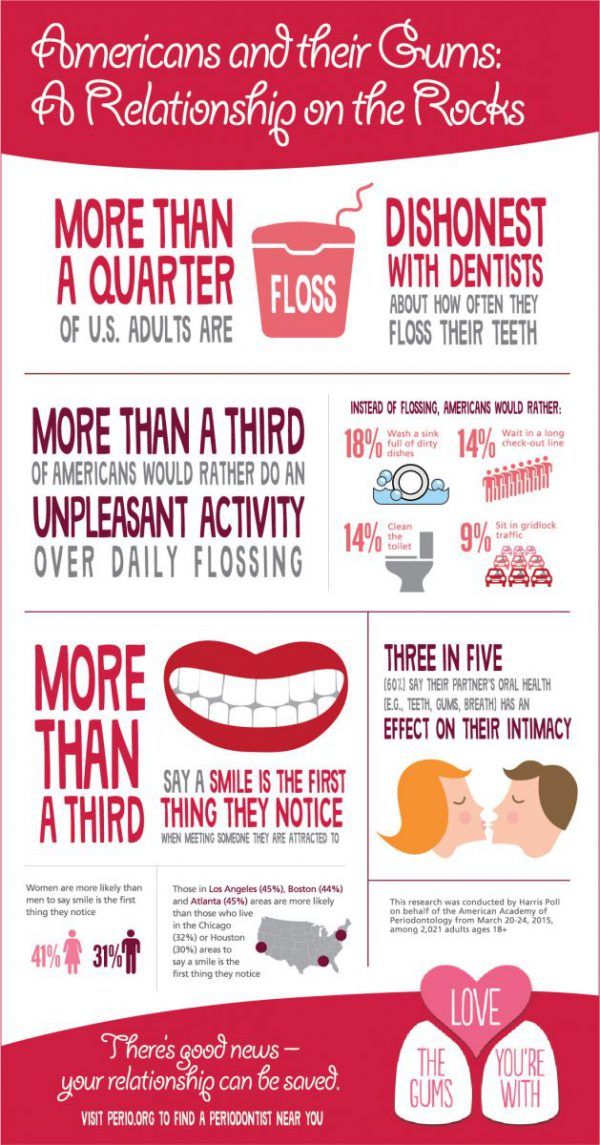 Americans and their Gums:
A Relationship on the Rocks
MORE THAN
A QUARTER
OF U.S. ADULTS ARE
FLOSS
DISHONEST
WITH DENTISTS
ABOUT HOW OFTEN THEY
FLOSS THEIR TEETH
MORE THAN A THIRD
OF AMERICANS WOULD RATHER DO AN
UNPLEASANT ACTIVITY
OVER DAILY FLOSSING
INSTEAD OF FLOSSING, AMERICANS WOULD RATHER:
18% Wash a sink
full of dirty
dishes
14% Wait in a long
check-out line
14% Clean
the
toilet
9% Sit in gridlock
traffic
MORE
THAN
A THIRD
SAY A SMILE IS THE FIRST
THING THEY NOTICE
WHEN MEETING SOMEONE THEY ARE ATTRACTED TO
THREE IN FIVE
(60%) SAY THEIR PARTNER'S ORAL HEALTH
(E.G., TEETH, GUMS, BREATH) HAS AN
EFFECT ON THEIR INTIMACY
Women are more likely than
men to say smile is the first
thing they notice
41% 31%
Those in Los Angeles (45%), Boston (44%)
and Atlanta (45%) areas are more likely
than those who live
in the Chicago
(32%) or Houston
(30%) areas to
say a smile is the
first thing they notice
This research was conducted by Harris Poll
on behalf of the American Academy of
Periodontology from March 20-24, 2015,
among 2,021 adults ages 18+
There's good news –
your relationship can be saved.
VISIT PERIO.ORG TO FIND A PERIODONTIST NEAR YOU
LOVE
THE
GUMS
YOU'RE
WITH